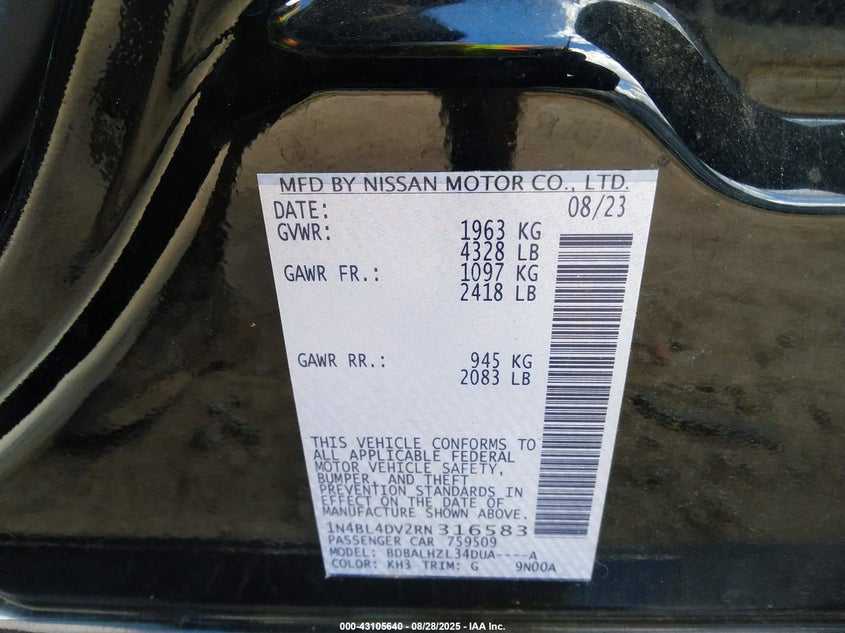 MFD BY NISSAN MOTOR CO., LTD.
DATE: 08/23
GVWR: 1963 KG
4328 LB
GAWR FR.: 1097 KG
2418 LB
GAWR RR.: 945 KG
2083 LB
THIS VEHICLE CONFORMS TO
ALL APPLICABLE FEDERAL
MOTOR VEHICLE SAFETY,
BUMPER, AND THEFT
PREVENTION STANDARDS IN
EFFECT ON THE DATE OF
MANUFACTURE SHOWN ABOVE.
1N4BL4DV2RN316583
PASSENGER CAR 759509
MODEL: BDBALHZL34DUA----A
COLOR: KH3 TRIM: G 9N00A
000-43105640 - 08/28/2025 - IAA Inc.